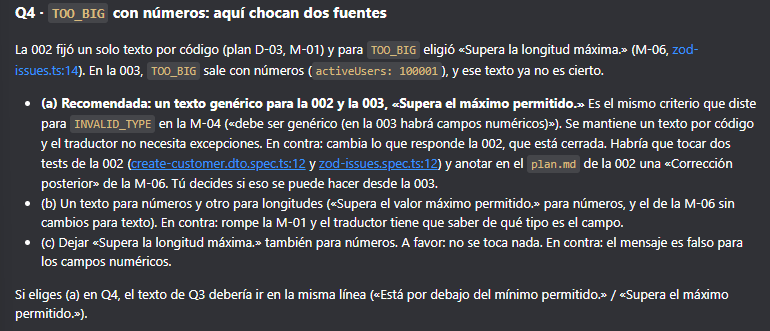 Q4 · TOO_BIG con números: aquí chocan dos fuentes
La 002 fijó un solo texto por código (plan D-03, M-01) y para TOO_BIG eligió «Supera la longitud máxima.» (M-06, zod-
issues.ts:14). En la 003, TOO_BIG sale con números (activeUsers: 100001), y ese texto ya no es cierto.
• (a) Recomendada: un texto genérico para la 002 y la 003, «Supera el máximo permitido.» Es el mismo criterio que diste
para INVALID_TYPE en la M-04 («debe ser genérico (en la 003 habrá campos numéricos)»). Se mantiene un texto por código
y el traductor no necesita excepciones. En contra: cambia lo que responde la 002, que está cerrada. Habría que tocar dos
tests de la 002 (create-customer.dto.spec.ts:12 y zod-issues.spec.ts:12) y anotar en el plan.md de la 002 una «Corrección
posterior» de la M-06. Tú decides si eso se puede hacer desde la 003.
• (b) Un texto para números y otro para longitudes («Supera el valor máximo permitido.» para números, y el de la M-06 sin
cambios para texto). En contra: rompe la M-01 y el traductor tiene que saber de qué tipo es el campo.
• (c) Dejar «Supera la longitud máxima.» también para números. A favor: no se toca nada. En contra: el mensaje es falso para
los campos numéricos.
Si eliges (a) en Q4, el texto de Q3 debería ir en la misma línea («Está por debajo del mínimo permitido.» / «Supera el máximo
permitido.»).